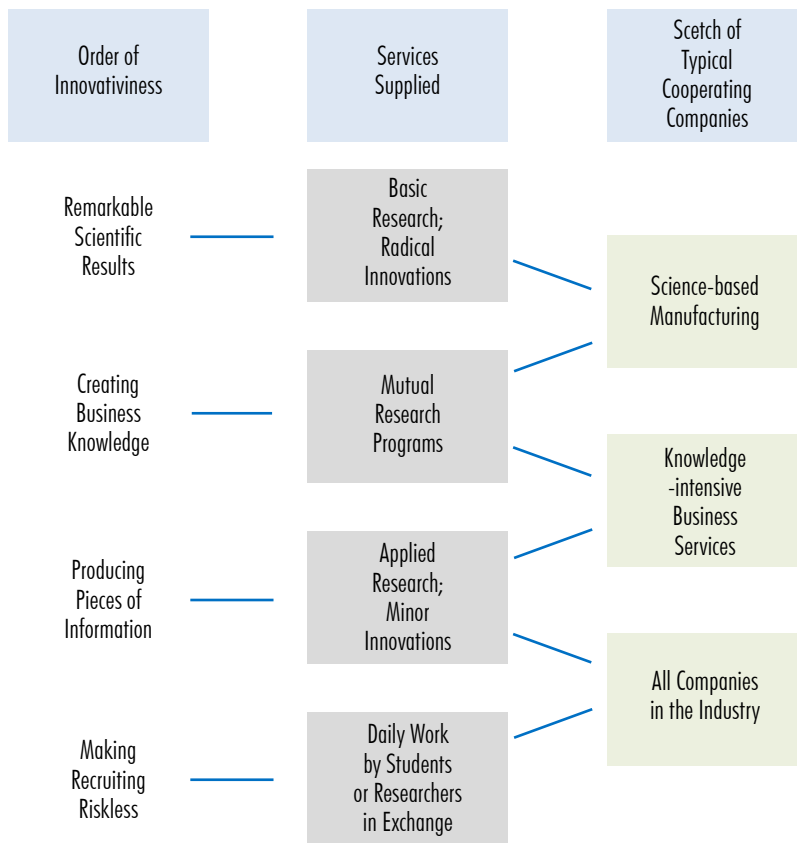 Order of
Innovativiness
Services
Supplied
Scetch of
Typical
Cooperating
Companies
Remarkable
Scientific
Results
Basic
Research;
Radical
Innovations
Science-based
Manufacturing
Creating
Business
Knowledge
Mutual
Research
Programs
Knowledge
-intensive
Business
Services
Producing
Pieces of
Information
Applied
Research;
Minor
Innovations
All Companies
in the Industry
Making
Recruiting
Riskless
Daily Work
by Students
or Researchers
in Exchange